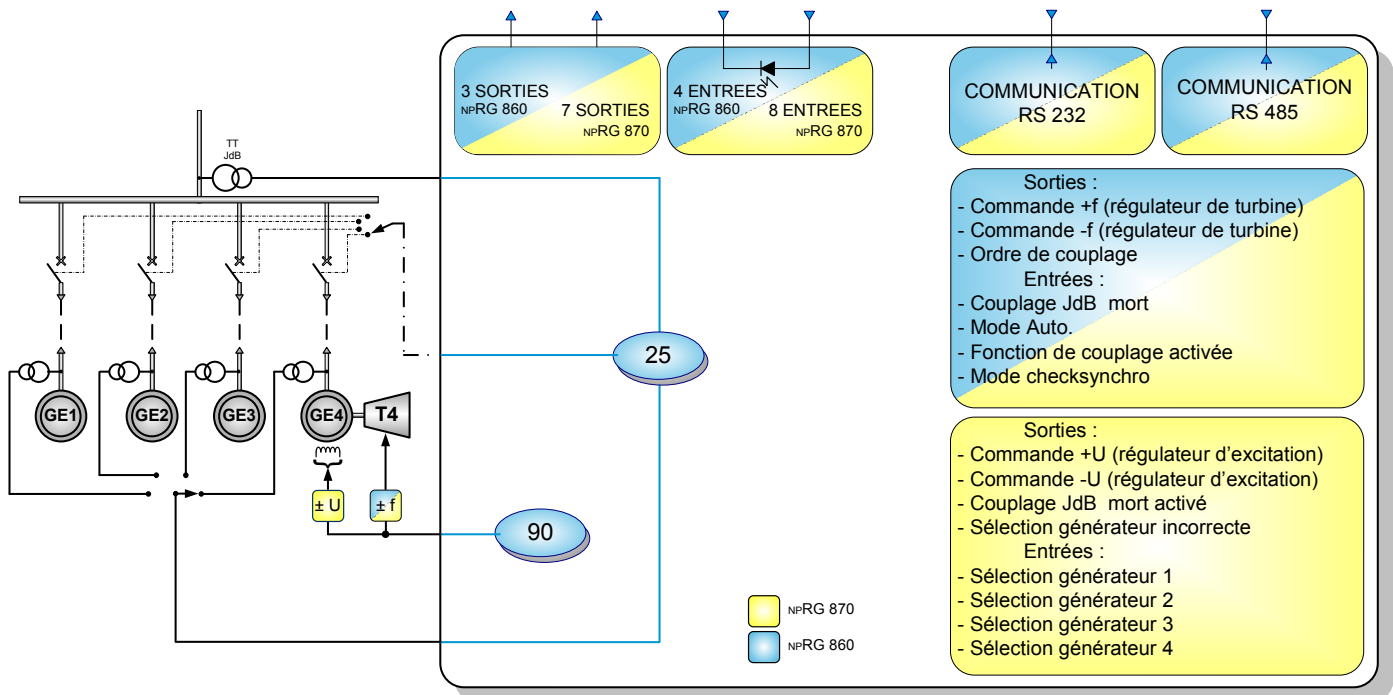 3 SORTIES
NPRG 860
7 SORTIES
NPRG 870
4 ENTREES
NPRG 860
8 ENTREES
NPRG 870
COMMUNICATION
RS 232
COMMUNICATION
RS 485
TT
JdB
Sorties :
- Commande +f (régulateur de turbine)
- Commande -f (régulateur de turbine)
- Ordre de couplage
Entrées :
- Couplage JdB mort
- Mode Auto.
- Fonction de couplage activée
- Mode checksynchro
25
GE1
GE2
GE3
GE4
T4
± U
± f
90
Sorties :
- Commande +U (régulateur d'excitation)
- Commande -U (régulateur d'excitation)
- Couplage JdB mort activé
- Sélection générateur incorrecte
Entrées :
- Sélection générateur 1
- Sélection générateur 2
- Sélection générateur 3
- Sélection générateur 4
NPRG 870
NPRG 860